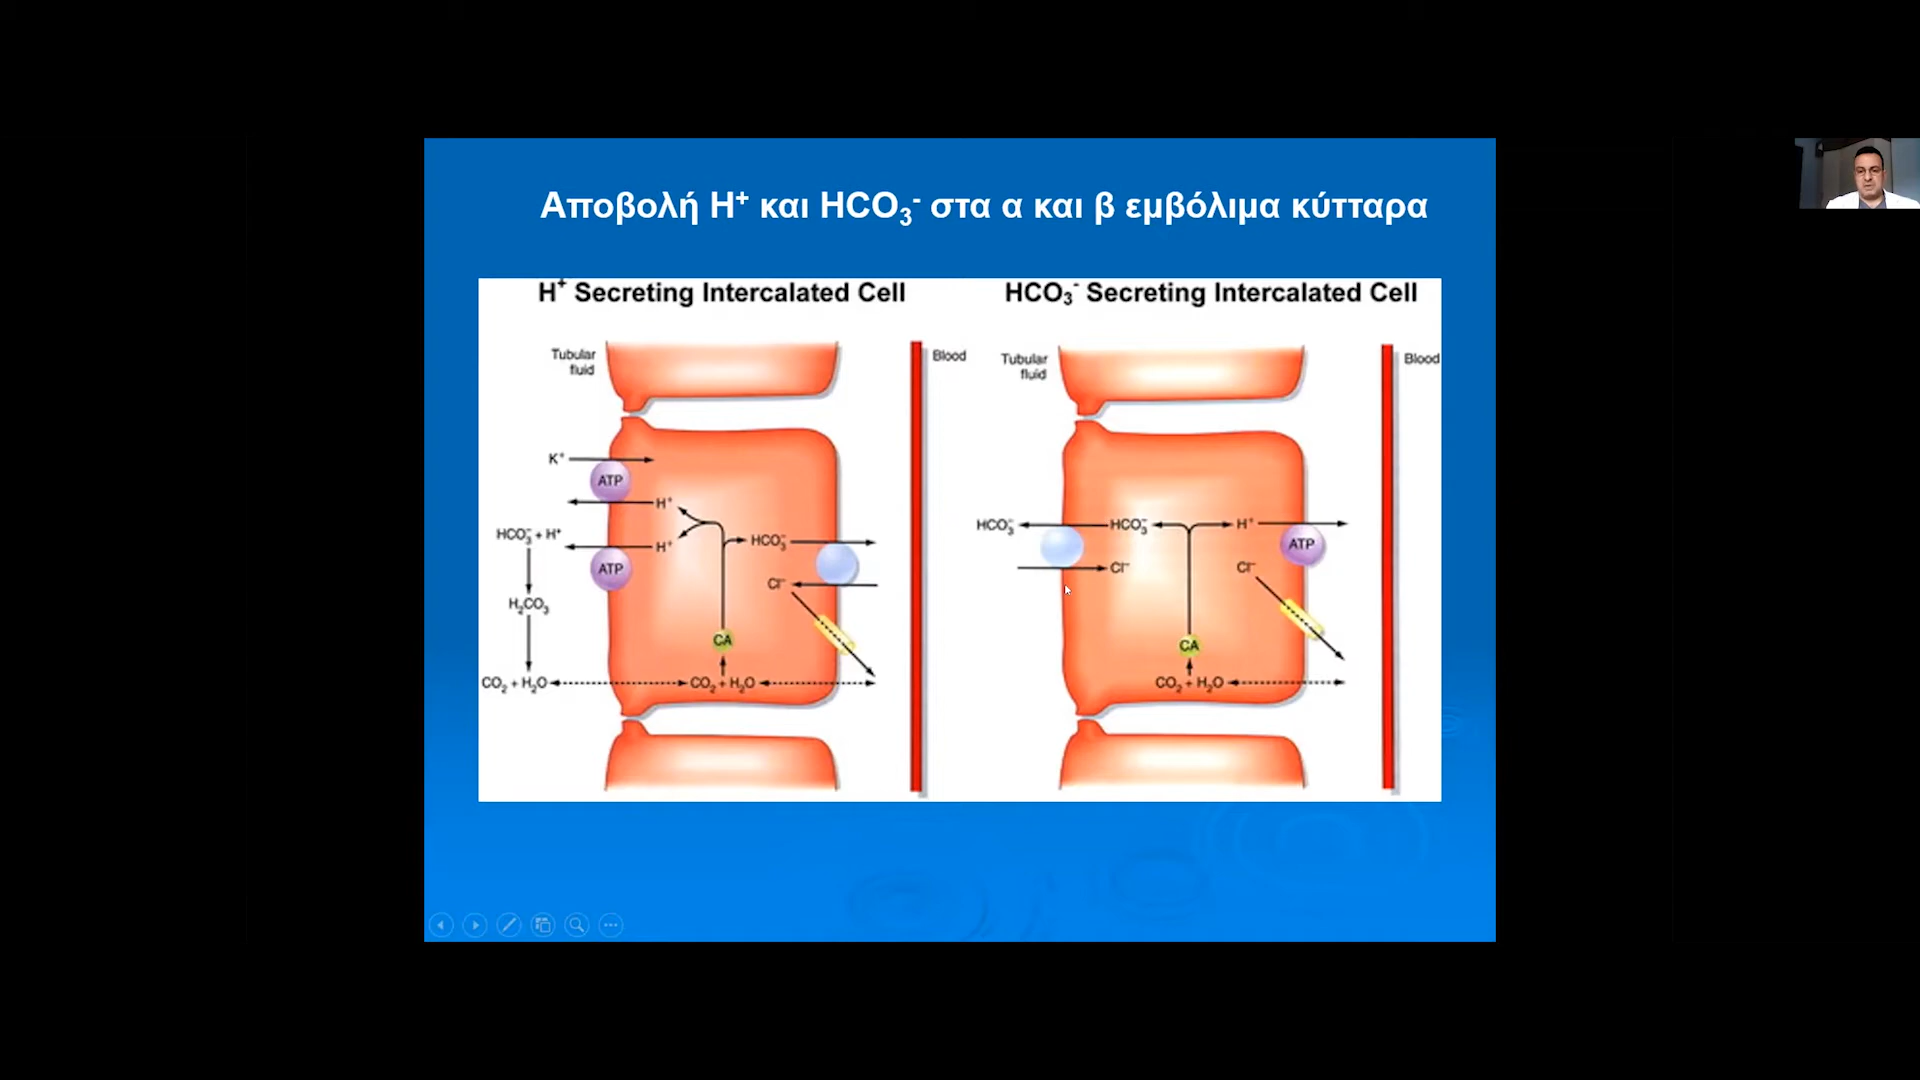 Αποβολή H⁺ και HCO₃⁻ στα α και β εμβόλιμα κύτταρα
H⁺ Secreting Intercalated Cell
Tubular
fluid
Blood
K⁺
ATP
H⁺
HCO₃⁻ + H⁺
H⁺
HCO₃⁻
ATP
Cl⁻
H₂CO₃
CA
CO₂ + H₂O
CO₂ + H₂O
HCO₃⁻ Secreting Intercalated Cell
Tubular
fluid
Blood
HCO₃⁻
HCO₃⁻
H⁺
ATP
Cl⁻
Cl⁻
CA
CO₂ + H₂O